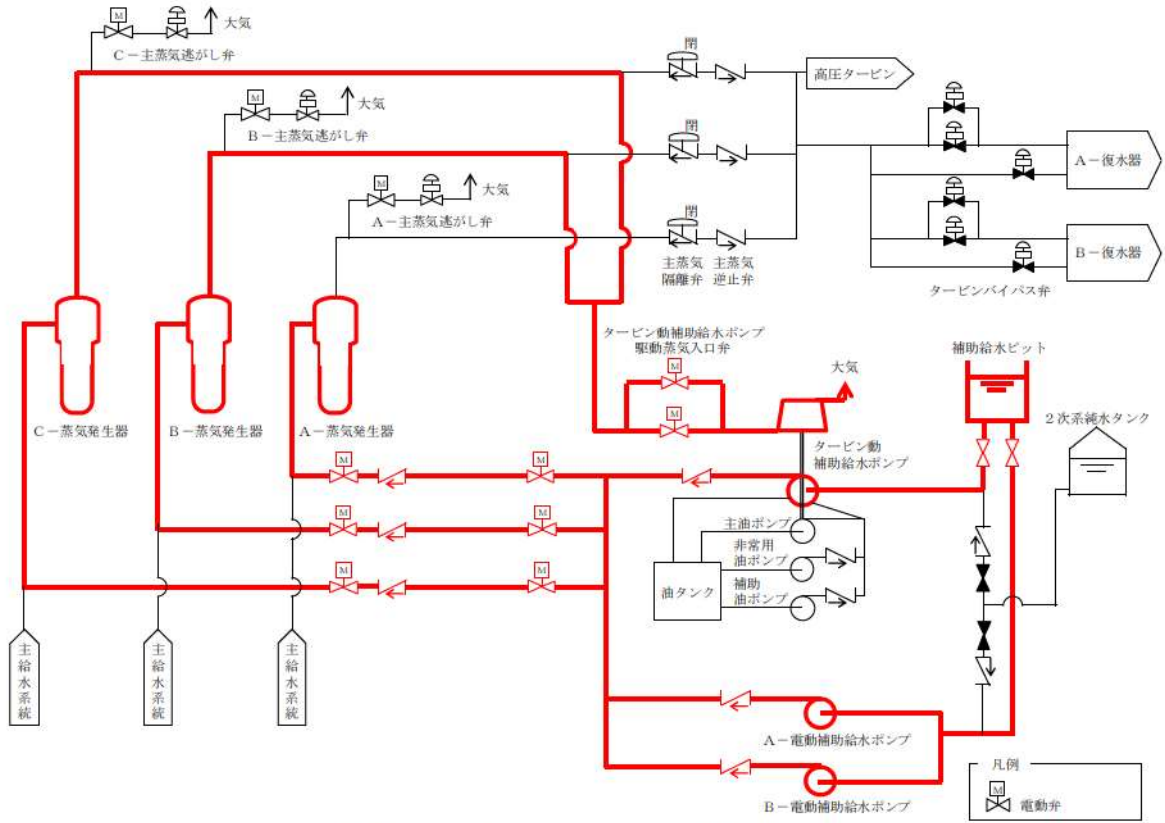 M
大気
C－主蒸気逃がし弁
閉
高圧タービン
M
大気
B－主蒸気逃がし弁
閉
A－復水器
M
大気
A－主蒸気逃がし弁
閉
主蒸気
隔離弁
主蒸気
逆止弁
B－復水器
タービンバイパス弁
タービン動補助給水ポンプ
駆動蒸気入口弁
M
M
大気
補助給水ピット
2次系純水タンク
C－蒸気発生器
B－蒸気発生器
A－蒸気発生器
タービン動
補助給水ポンプ
M
M
M
M
M
M
主油ポンプ
非常用
油ポンプ
補助
油ポンプ
油タンク
主給水系統
主給水系統
主給水系統
A－電動補助給水ポンプ
B－電動補助給水ポンプ
凡例
M
電動弁